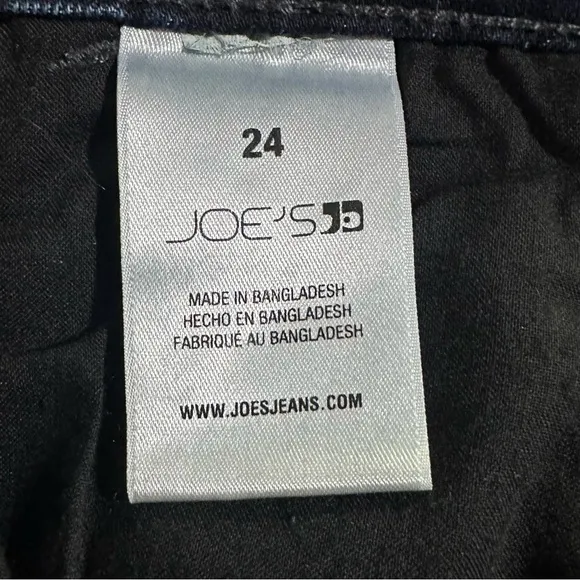 24
JOE'S
MADE IN BANGLADESH
HECHO EN BANGLADESH
FABRIQUÉ AU BANGLADESH
WWW.JOESJEANS.COM